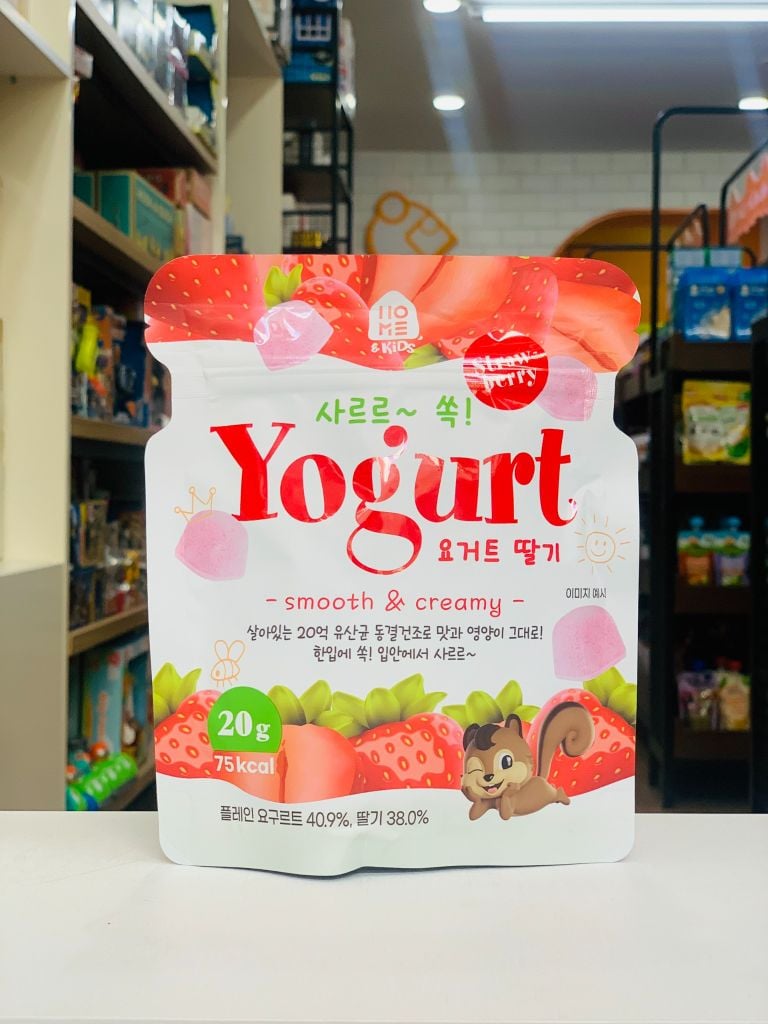 HOME
& KiDS
straw-
berry
사르르~ 쏙!
Yogurt
요거트 딸기
- smooth & creamy -
이미지 예시
살아있는 20억 유산균 동결건조로 맛과 영양이 그대로!
한입에 쏙! 입안에서 사르르~
20g
75kcal
플레인 요구르트 40.9%, 딸기 38.0%